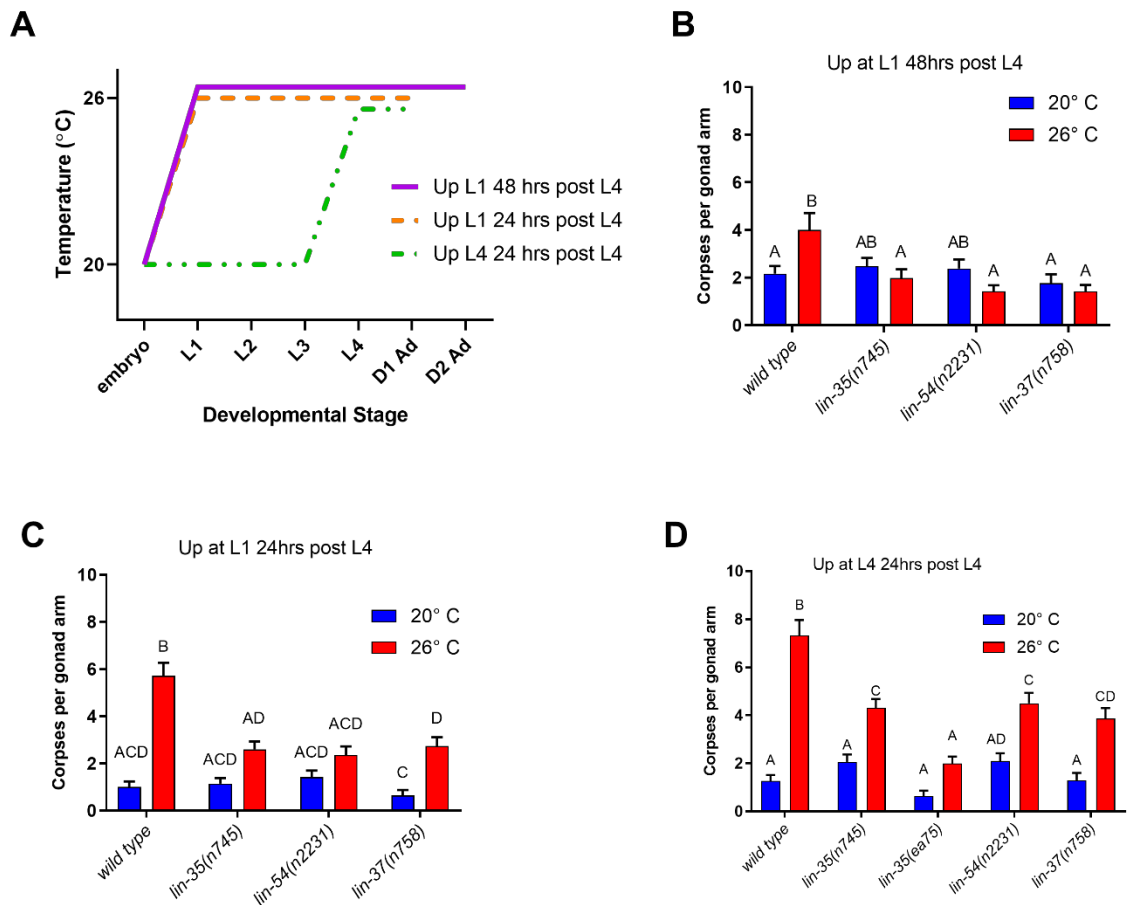 A
Temperature (°C)
26
20
Up L1 48 hrs post L4
Up L1 24 hrs post L4
Up L4 24 hrs post L4
embryo
L1
L2
L3
L4
D1 Ad
D2 Ad
Developmental Stage
B
Up at L1 48hrs post L4
Corpses per gonad arm
10
8
6
4
2
0
20° C
26° C
A
B
AB
A
AB
A
A
A
wild type
lin-35(n745)
lin-54(n2231)
lin-37(n758)
C
Up at L1 24hrs post L4
Corpses per gonad arm
10
8
6
4
2
0
20° C
26° C
ACD
B
ACD
AD
ACD
ACD
C
D
wild type
lin-35(n745)
lin-54(n2231)
lin-37(n758)
D
Up at L4 24hrs post L4
Corpses per gonad arm
10
8
6
4
2
0
20° C
26° C
A
B
A
C
A
A
AD
C
A
CD
wild type
lin-35(n745)
lin-35(ea75)
lin-54(n2231)
lin-37(n758)